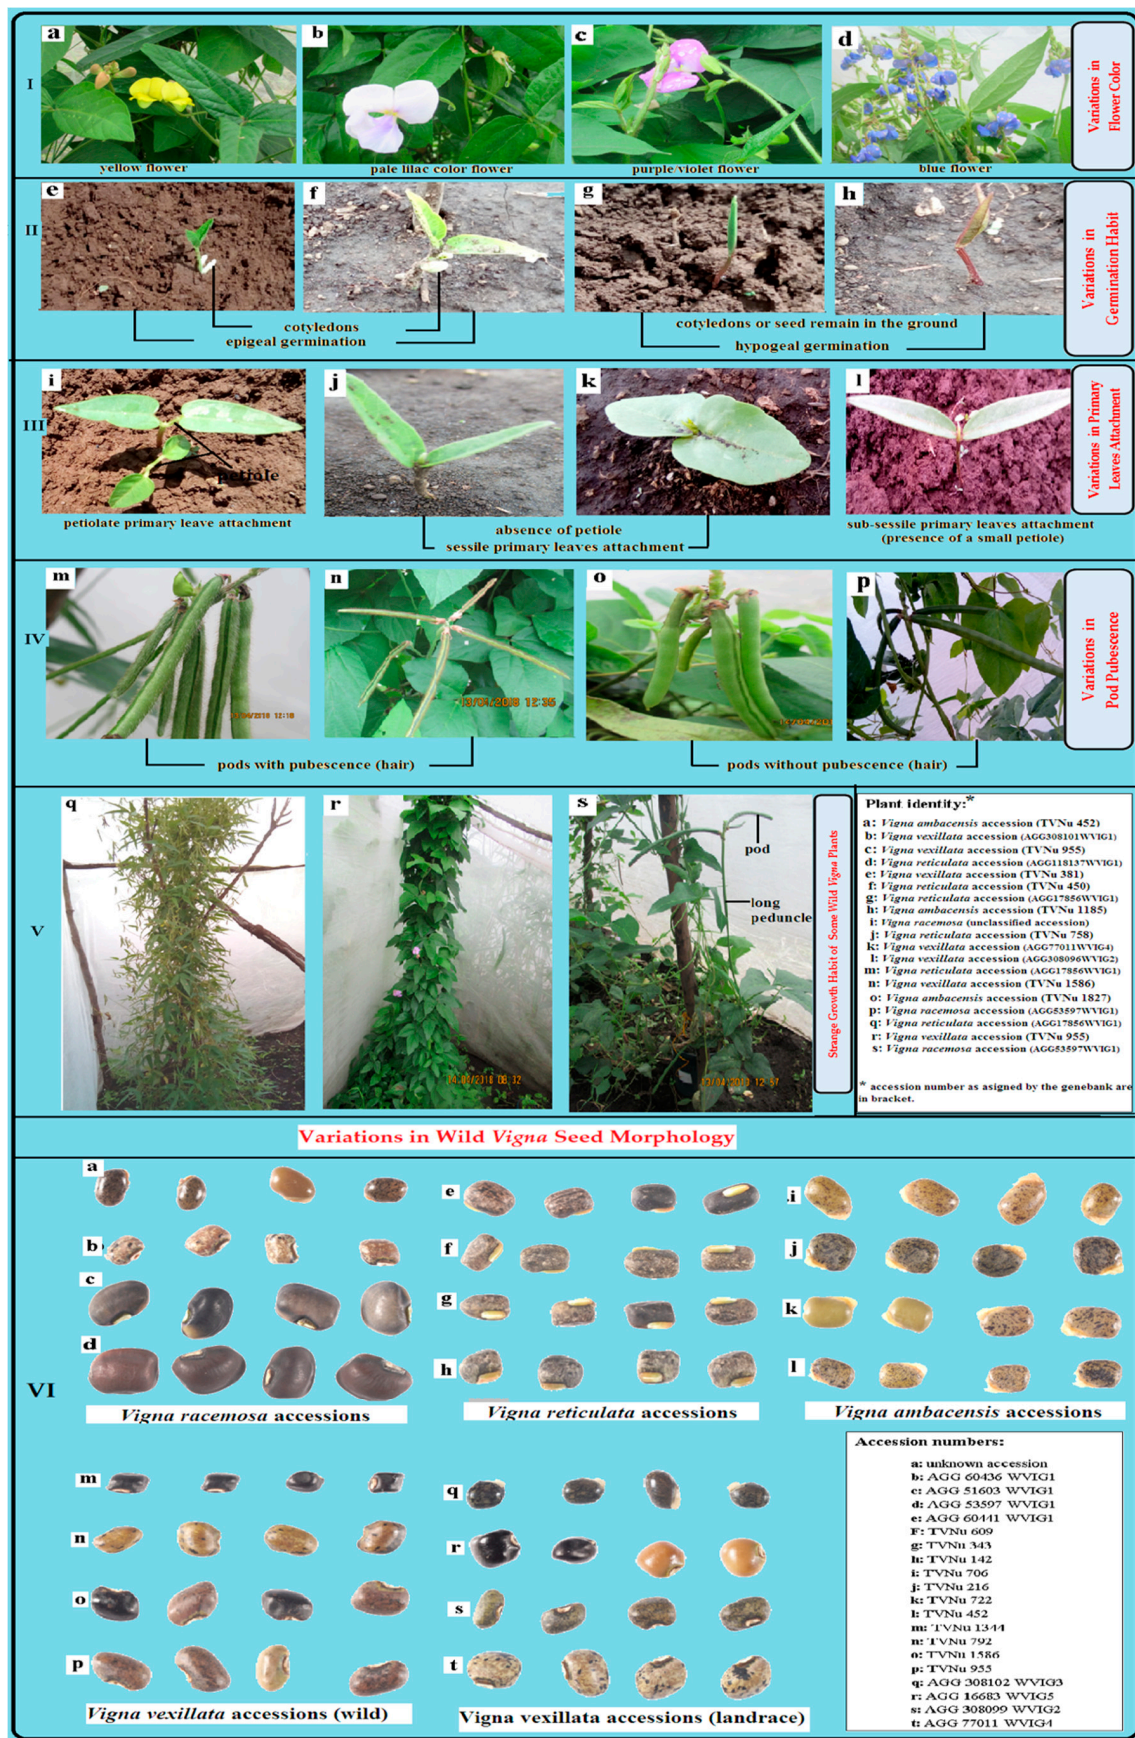 a
b
c
d
I
Variations in
Flower Color
yellow flower
pale lilac color flower
purple/violet flower
blue flower
e
f
g
h
II
Variations in
Germination Habit
cotyledons
epigeal germination
cotyledons or seed remain in the ground
hypogeal germination
i
j
k
l
III
petiole
Variations in Primary
Leaves Attachment
petiolate primary leave attachment
absence of petiole
sessile primary leaves attachment
sub-sessile primary leaves attachment
(presence of a small petiole)
m
n
o
p
IV
Variations in
Pod Pubescence
13/04/2018 12:35
pods with pubescence (hair)
pods without pubescence (hair)
q
r
s
V
pod
long
peduncle
Strange Growth Habit of Some Wild Vigna Plants
Plant identity:*
a: Vigna ambacensis accession (TVNu 452)
b: Vigna vexillata accession (AGG308101WVIG1)
c: Vigna vexillata accession (TVNu 955)
d: Vigna reticulata accession (AGG118137WVIG1)
e: Vigna vexillata accession (TVNu 381)
f: Vigna reticulata accession (TVNu 450)
g: Vigna reticulata accession (AGG17856WVIG1)
h: Vigna ambacensis accession (TVNu 1185)
i: Vigna racemosa (unclassified accession)
j: Vigna reticulata accession (TVNu 758)
k: Vigna vexillata accession (AGG77011WVIG4)
l: Vigna vexillata accession (AGG308096WVIG2)
m: Vigna reticulata accession (AGG17856WVIG1)
n: Vigna vexillata accession (TVNu 1586)
o: Vigna ambacensis accession (TVNu 1827)
p: Vigna racemosa accession (AGG53597WVIG1)
q: Vigna reticulata accession (AGG17856WVIG1)
r: Vigna vexillata accession (TVNu 955)
s: Vigna racemosa accession (AGG53597WVIG1)
* accession number as asigned by the genebank are
in bracket.
Variations in Wild Vigna Seed Morphology
VI
a
b
c
d
Vigna racemosa accessions
e
f
g
h
Vigna reticulata accessions
i
j
k
l
Vigna ambacensis accessions
m
n
o
p
Vigna vexillata accessions (wild)
q
r
s
t
Vigna vexillata accessions (landrace)
Accession numbers:
a: unknown accession
b: AGG 60436 WVIG1
c: AGG 51603 WVIG1
d: AGG 53597 WVIG1
e: AGG 60441 WVIG1
F: TVNu 609
g: TVNu 343
h: TVNu 142
i: TVNu 706
j: TVNu 216
k: TVNu 722
l: TVNu 452
m: TVNu 1344
n: TVNu 792
o: TVNu 1586
p: TVNu 955
q: AGG 308102 WVIG3
r: AGG 16683 WVIG5
s: AGG 308099 WVIG2
t: AGG 77011 WVIG4